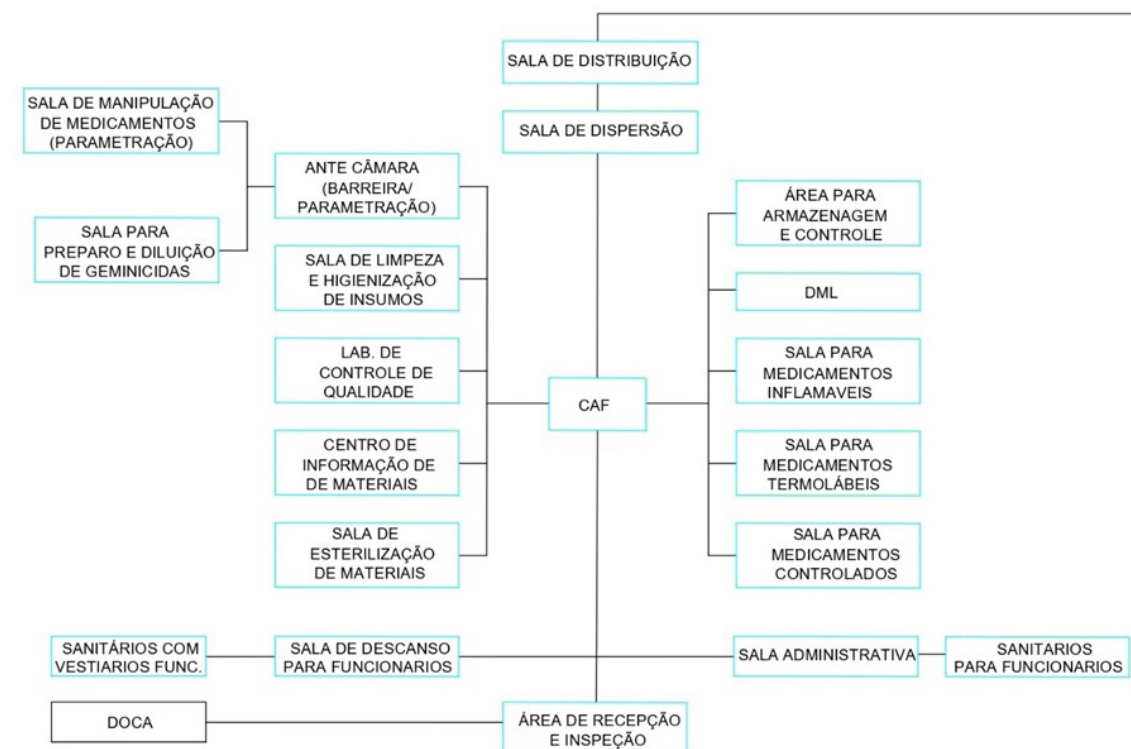 SALA DE DISTRIBUIÇÃO
SALA DE DISPERSÃO
SALA DE MANIPULAÇÃO
DE MEDICAMENTOS
(PARAMETRAÇÃO)
SALA PARA
PREPARO E DILUIÇÃO
DE GEMINICIDAS
ANTE CÂMARA
(BARREIRA/
PARAMETRAÇÃO)
SALA DE LIMPEZA
E HIGIENIZAÇÃO
DE INSUMOS
LAB. DE
CONTROLE DE
QUALIDADE
CENTRO DE
INFORMAÇÃO DE
DE MATERIAIS
SALA DE
ESTERILIZAÇÃO
DE MATERIAIS
CAF
ÁREA PARA
ARMAZENAGEM
E CONTROLE
DML
SALA PARA
MEDICAMENTOS
INFLAMAVEIS
SALA PARA
MEDICAMENTOS
TERMOLÁBEIS
SALA PARA
MEDICAMENTOS
CONTROLADOS
SANITÁRIOS COM
VESTIARIOS FUNC.
SALA DE DESCANSO
PARA FUNCIONARIOS
SALA ADMINISTRATIVA
SANITARIOS
PARA FUNCIONARIOS
DOCA
ÁREA DE RECEPÇÃO
E INSPEÇÃO